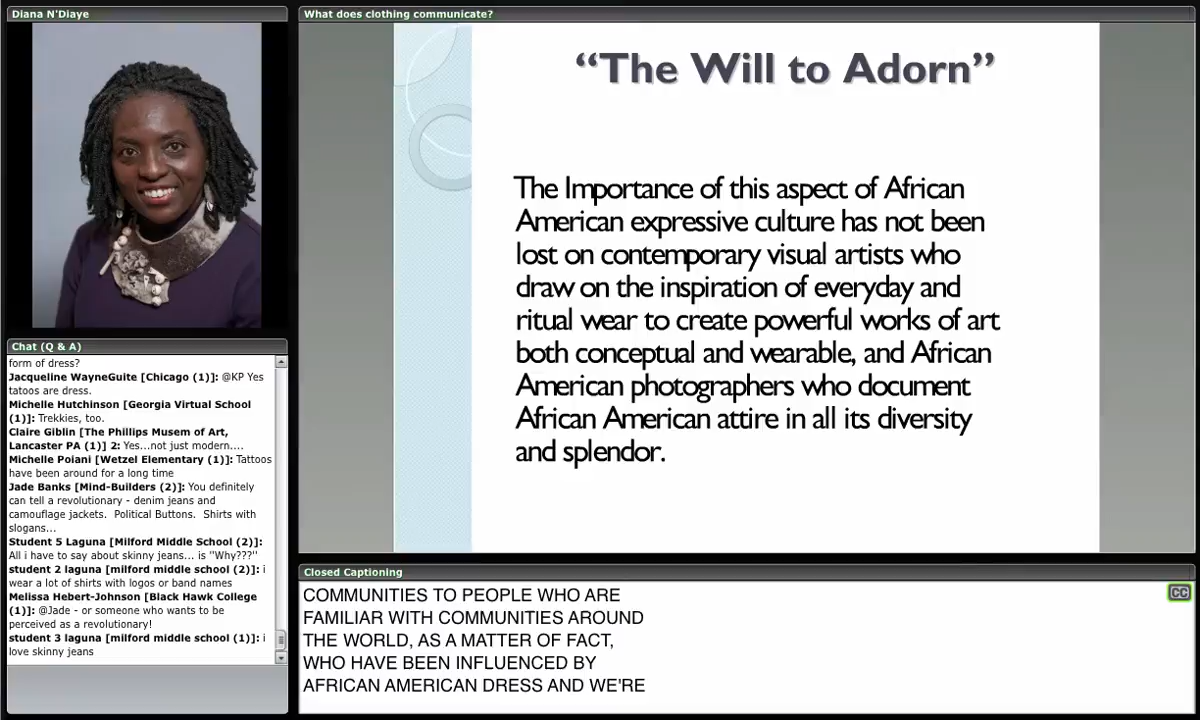 Diana N'Diaye
What does clothing communicate?
"The Will to Adorn"
The Importance of this aspect of African
American expressive culture has not been
lost on contemporary visual artists who
draw on the inspiration of everyday and
ritual wear to create powerful works of art
both conceptual and wearable, and African
American photographers who document
African American attire in all its diversity
and splendor.
Chat (Q & A)
form of dress?
Jacqueline WayneGuite [Chicago (1)]: @KP Yes
tatoos are dress.
Michelle Hutchinson [Georgia Virtual School
(1)]: Trekkies, too.
Claire Giblin [The Phillips Musem of Art,
Lancaster PA (1)] 2: Yes...not just modern....
Michelle Poiani [Wetzel Elementary (1)]: Tattoos
have been around for a long time
Jade Banks [Mind-Builders (2)]: You definitely
can tell a revolutionary - denim jeans and
camouflage jackets.  Political Buttons.  Shirts with
slogans...
Student 5 Laguna [Milford Middle School (2)]:
All i have to say about skinny jeans... is "Why???"
student 2 laguna [milford middle school (2)]: i
wear a lot of shirts with logos or band names
Melissa Hebert-Johnson [Black Hawk College
(1)]: @Jade - or someone who wants to be
perceived as a revolutionary!
student 3 laguna [milford middle school (1)]: i
love skinny jeans
Closed Captioning
CC
COMMUNITIES TO PEOPLE WHO ARE
FAMILIAR WITH COMMUNITIES AROUND
THE WORLD, AS A MATTER OF FACT,
WHO HAVE BEEN INFLUENCED BY
AFRICAN AMERICAN DRESS AND WE'RE